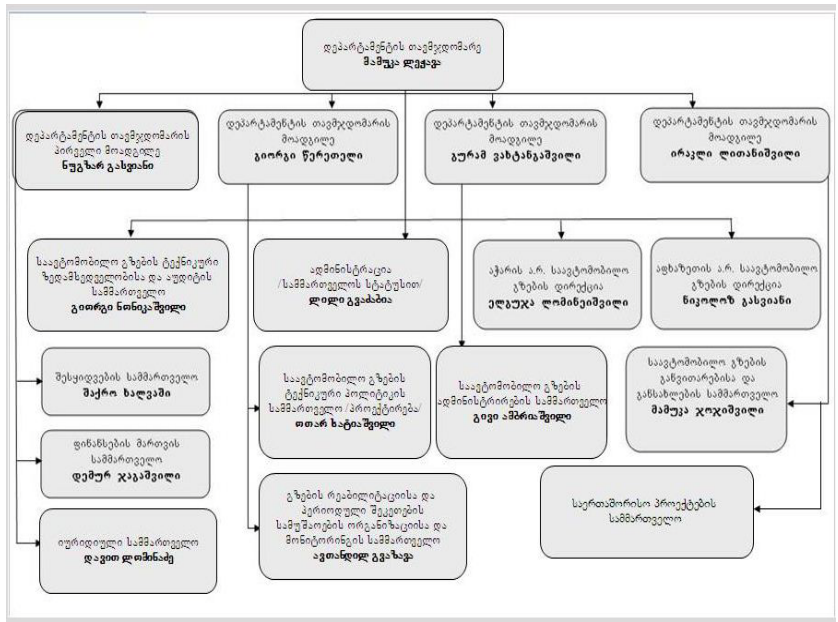 დეპარტამენტის თავმჯდომარე
მამუკა ლეჟავა
დეპარტამენტის თავმჯდომარის
პირველი მოადგილე
ნუგზარ გასვიანი
დეპარტამენტის თავმჯდომარის
მოადგილე
გიორგი წერეთელი
დეპარტამენტის თავმჯდომარის
მოადგილე
გურამ ვახტანგაშვილი
დეპარტამენტის თავმჯდომარის
მოადგილე
ირაკლი ლითანიშვილი
საავტომობილო გზების ტექნიკური
ზედამხედველობისა და აუდიტის
სამმართველო
გიორგი ნონიკაშვილი
ადმინისტრაცია
/სამმართველოს სტატუსით/
ლილი გვაძაბია
აჭარის ა.რ. საავტომობილო
გზების დირექცია
ელგუჯა ლომინეიშვილი
აფხაზეთის ა.რ. საავტომობილო
გზების დირექცია
ნიკოლოზ გასვიანი
შესყიდვების სამმართველო
შაქრო ხალვაში
საავტომობილო გზების
ტექნიკური პოლიტიკის
სამმართველო /პროექტირება/
ოთარ ხატიაშვილი
საავტომობილო გზების
ადმინისტრირების სამმართველო
გივი ამბრიაშვილი
საავტომობილო გზების
განვითარებისა და
განსახლების სამმართველო
მამუკა ჯოჯიშვილი
ფინანსების მართვის
სამმართველო
დემურ ჯაგაშვილი
გზების რეაბილიტაციისა და
პერიოდული შეკეთების
სამუშაოების ორგანიზაციისა და
მონიტორინგის სამმართველო
ავთანდილ გვაზავა
საერთაშორისო პროექტების
სამმართველო
იურიდიული სამმართველო
დავით ლომინაძე